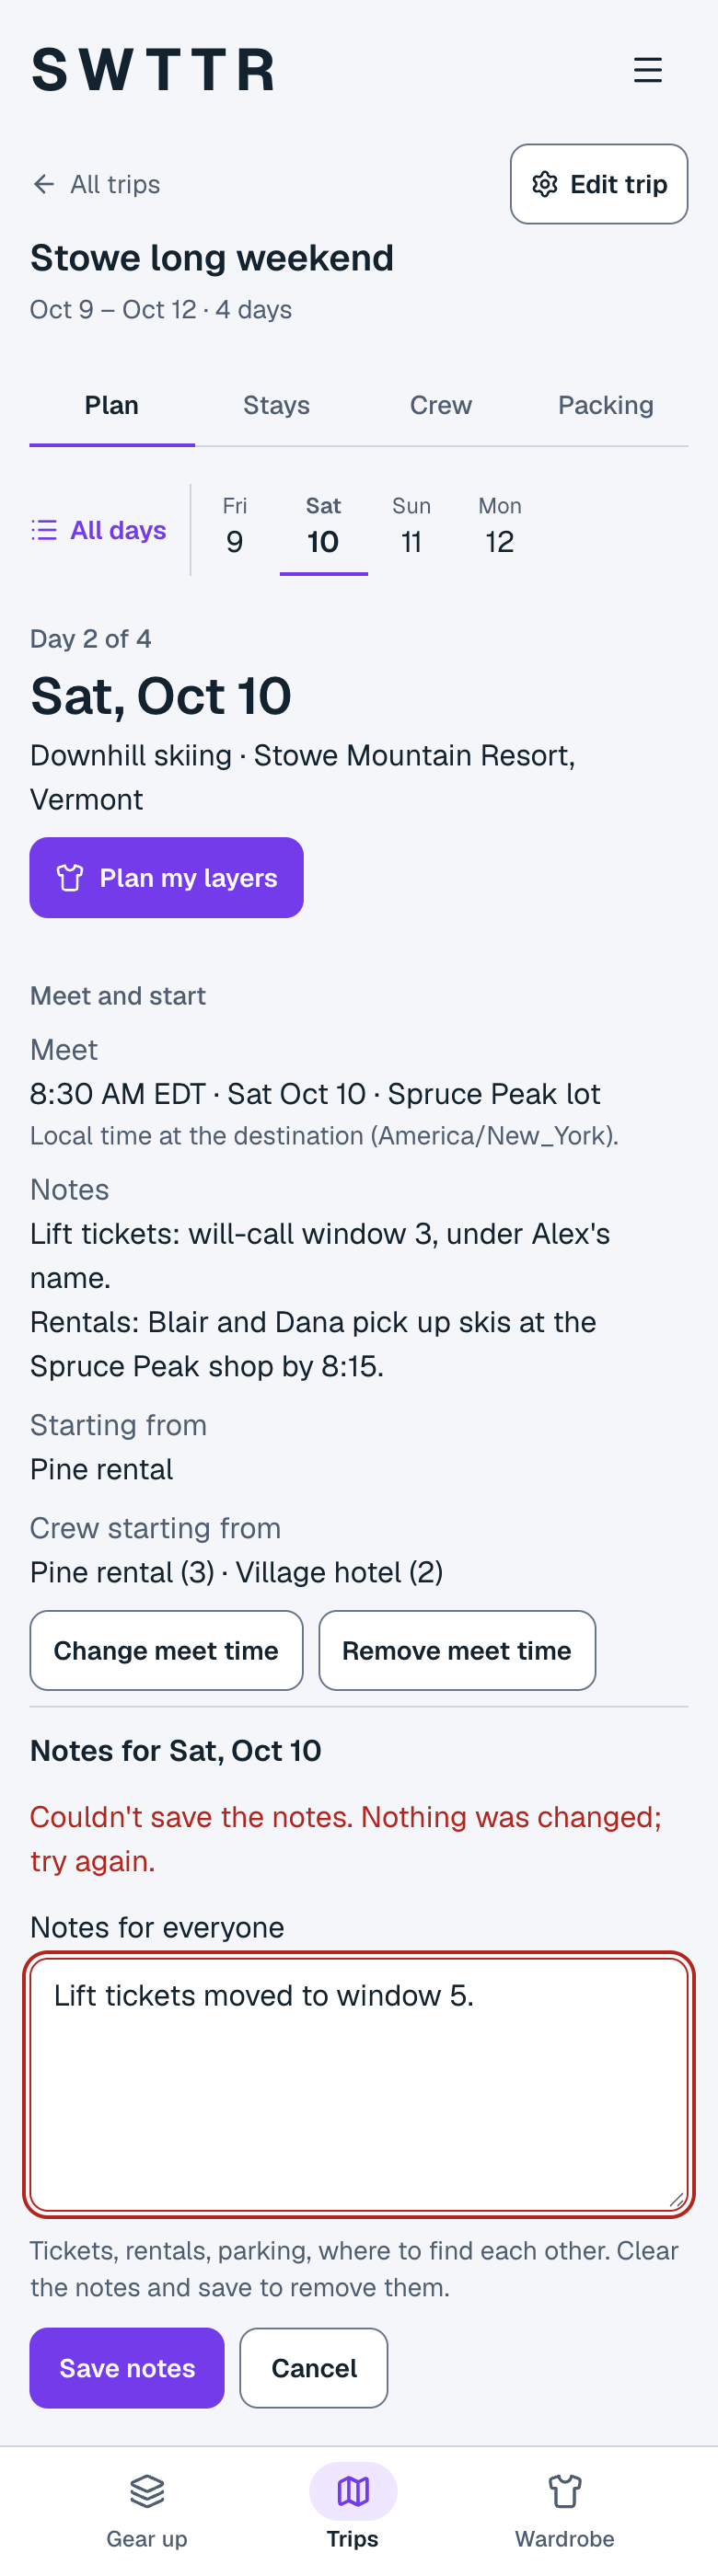 SWTTR
All trips
Edit trip
Stowe long weekend
Oct 9 – Oct 12 · 4 days
Plan
Stays
Crew
Packing
All days
Fri
9
Sat
10
Sun
11
Mon
12
Day 2 of 4
Sat, Oct 10
Downhill skiing · Stowe Mountain Resort,
Vermont
Plan my layers
Meet and start
Meet
8:30 AM EDT · Sat Oct 10 · Spruce Peak lot
Local time at the destination (America/New_York).
Notes
Lift tickets: will-call window 3, under Alex's
name.
Rentals: Blair and Dana pick up skis at the
Spruce Peak shop by 8:15.
Starting from
Pine rental
Crew starting from
Pine rental (3) · Village hotel (2)
Change meet time
Remove meet time
Notes for Sat, Oct 10
Couldn't save the notes. Nothing was changed;
try again.
Notes for everyone
Lift tickets moved to window 5.
Tickets, rentals, parking, where to find each other. Clear
the notes and save to remove them.
Save notes
Cancel
Gear up
Trips
Wardrobe